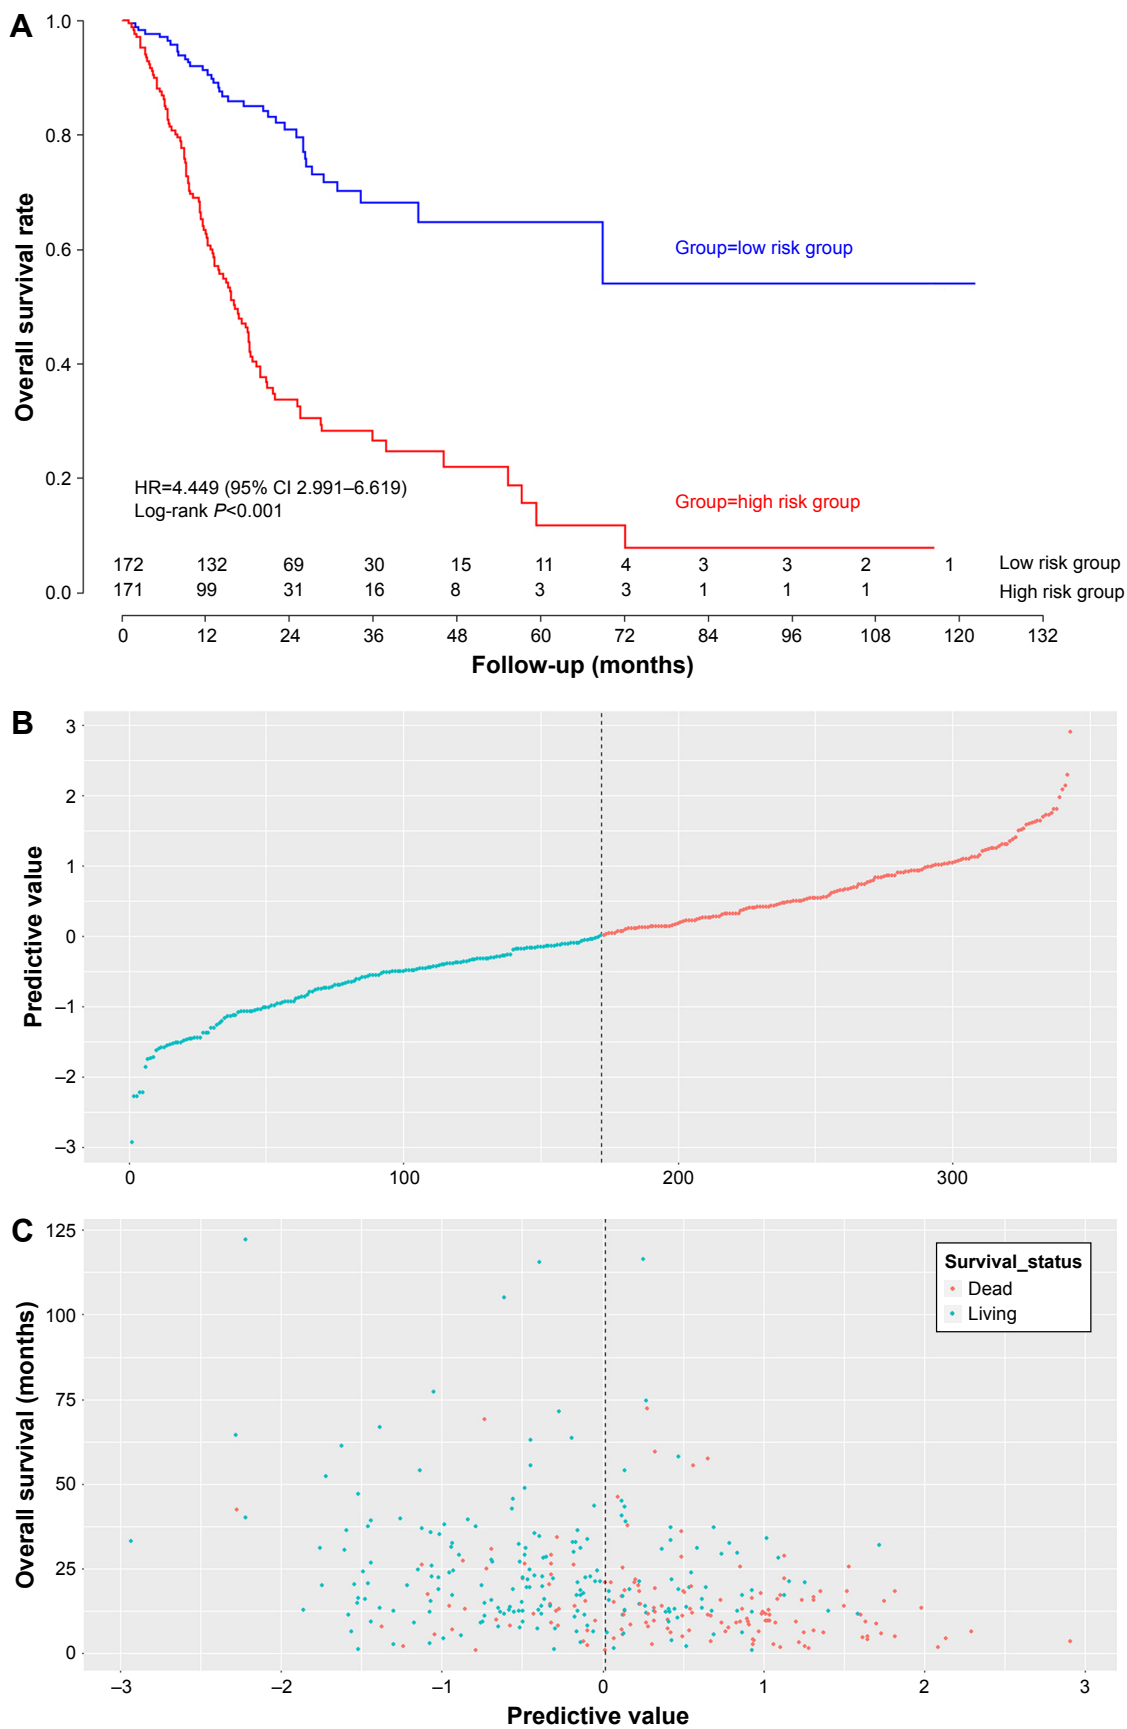 A
1.0
0.8
0.6
0.4
0.2
0.0
Overall survival rate
Group=low risk group
Group=high risk group
HR=4.449 (95% CI 2.991–6.619)
Log-rank P<0.001
172 132 69 30 15 11 4 3 3 2 1 Low risk group
171 99 31 16 8 3 3 1 1 1 High risk group
0 12 24 36 48 60 72 84 96 108 120 132
Follow-up (months)
B
3
2
1
0
–1
–2
–3
Predictive value
0 100 200 300
C
125
100
75
50
25
0
Overall survival (months)
Survival_status
Dead
Living
–3 –2 –1 0 1 2 3
Predictive value